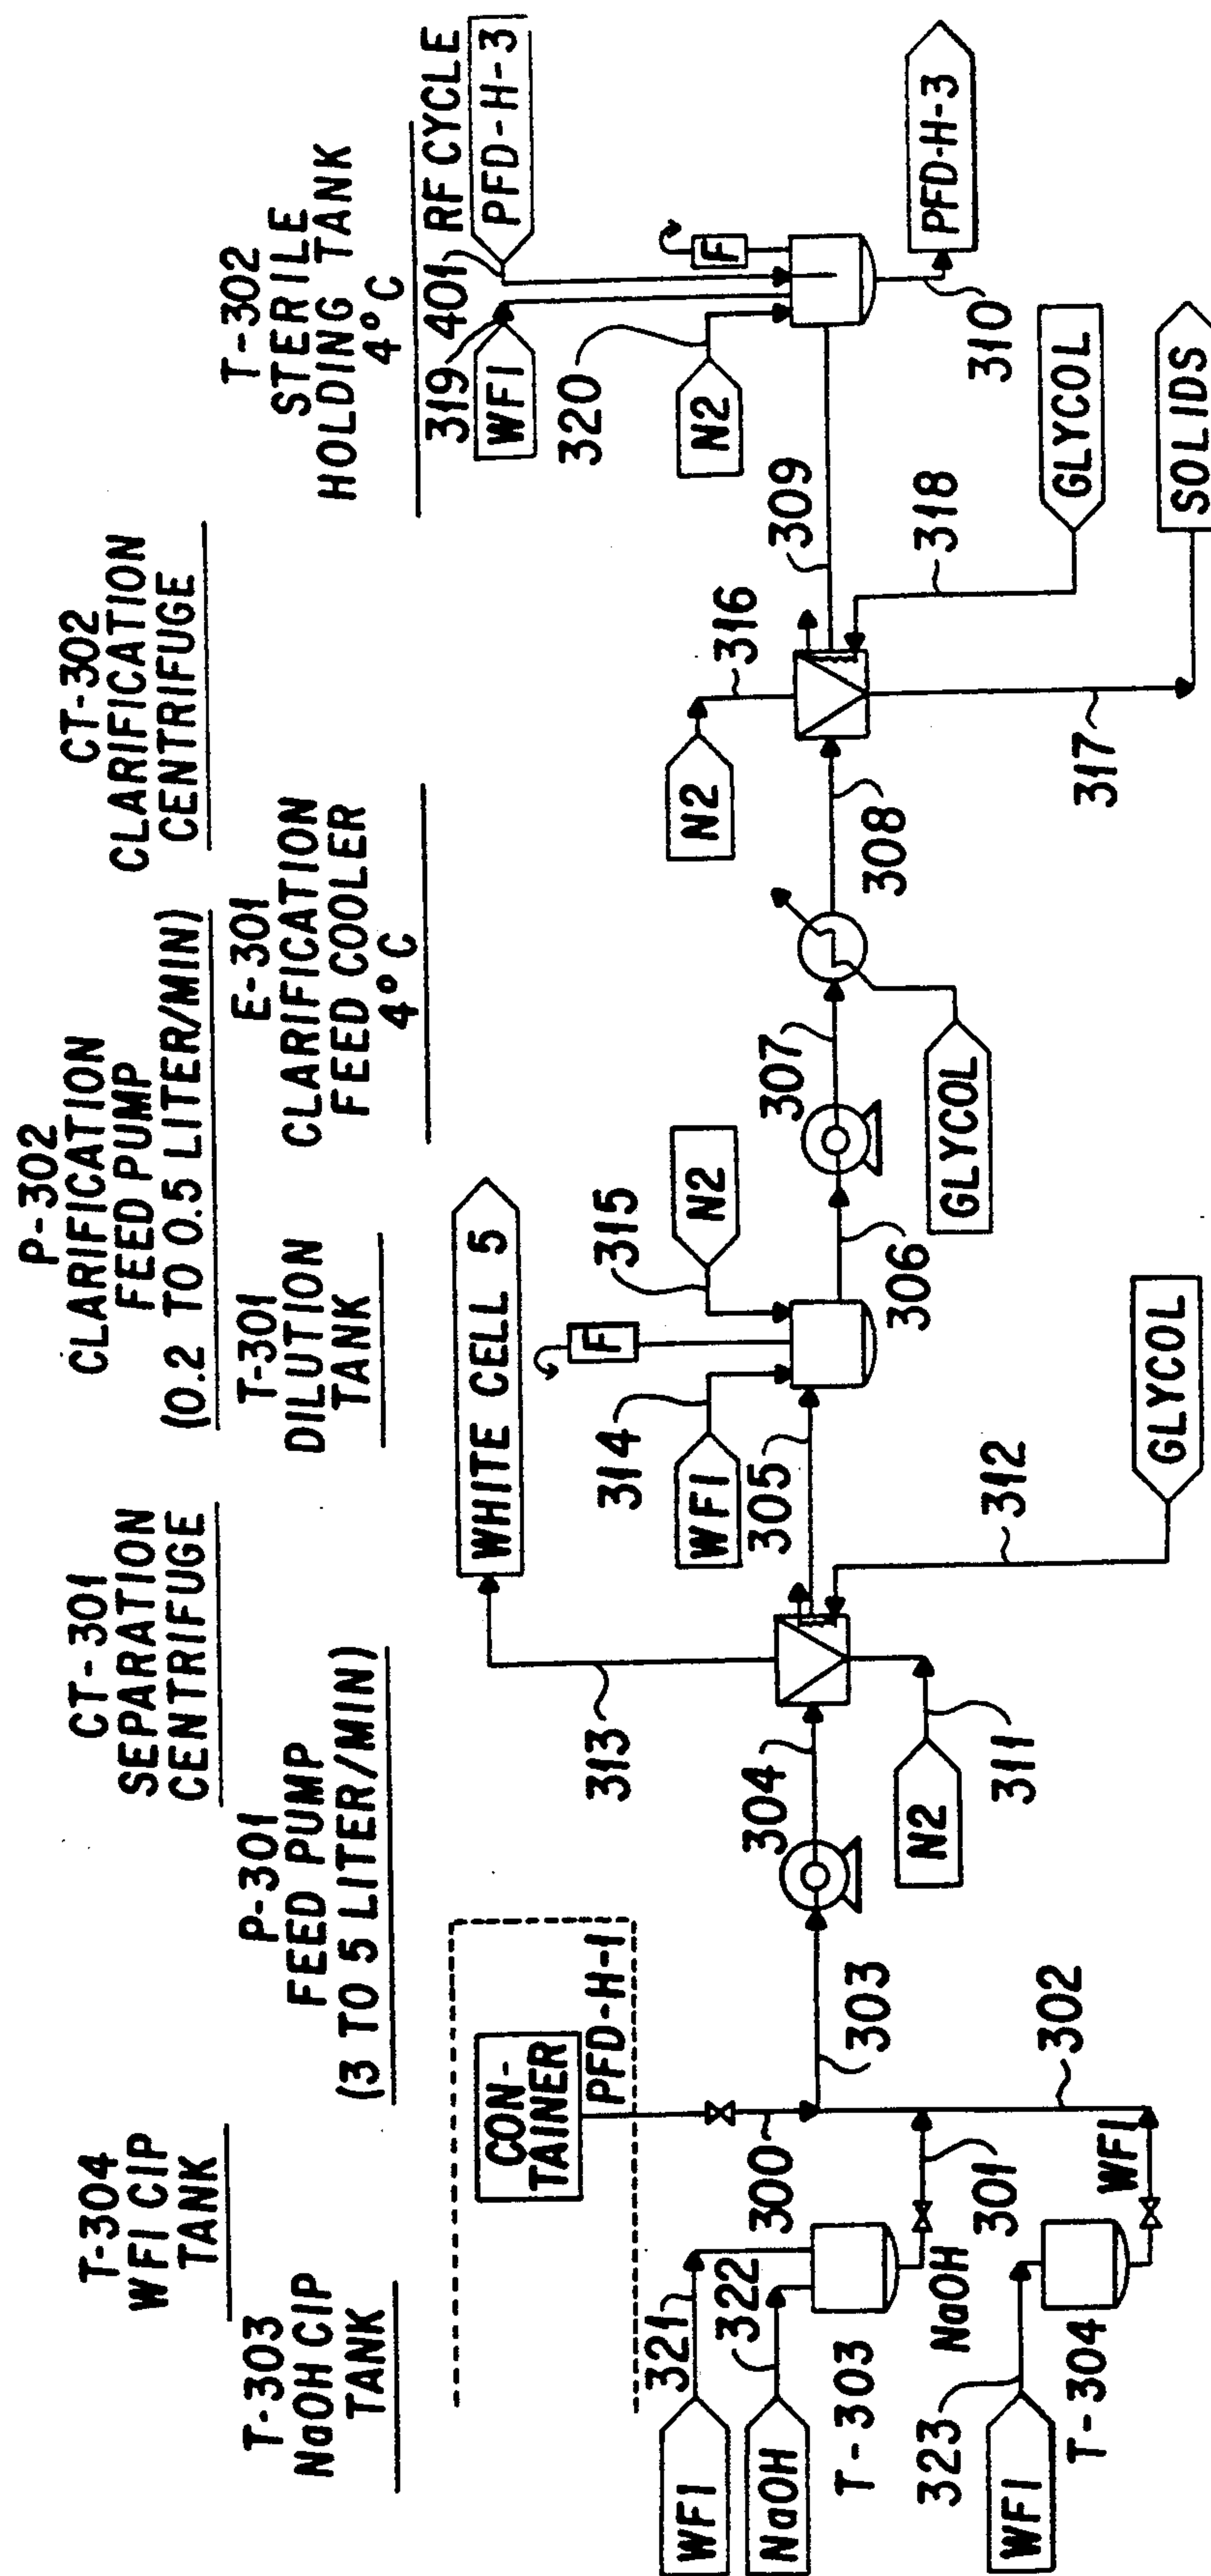 T-303
NaOH CIP
TANK
T-304
WFI CIP
TANK
P-301
FEED PUMP
(3 TO 5 LITER/MIN)
CT-301
SEPARATION
CENTRIFUGE
T-301
DILUTION
TANK
P-302
CLARIFICATION
FEED PUMP
(0.2 TO 0.5 LITER/MIN)
E-301
CLARIFICATION
FEED COOLER
4°C
CT-302
CLARIFICATION
CENTRIFUGE
T-302
STERILE
HOLDING TANK
4°C
CON-
TAINER
PFD-H-1
WHITE CELL 5
319
401
RF CYCLE
WFI
PFD-H-3
313
314
F
315
N2
320
F
WFI
N2
321
WFI
322
NaOH
T-303
300
303
304
305
306
307
308
316
N2
309
310
PFD-H-3
NaOH
301
302
N2
311
312
GLYCOL
GLYCOL
317
318
GLYCOL
SOLIDS
323
WFI
T-304
WFI